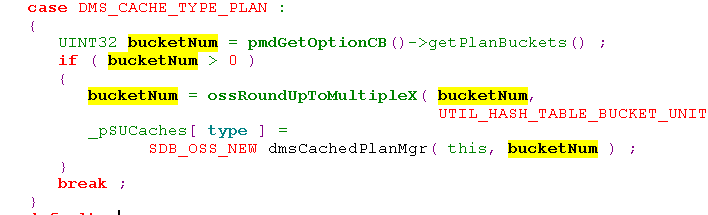 case DMS_CACHE_TYPE_PLAN :
{
UINT32 bucketNum = pmdGetOptionCB()->getPlanBuckets() ;
if ( bucketNum > 0 )
{
bucketNum = ossRoundUpToMultipleX( bucketNum,
UTIL_HASH_TABLE_BUCKET_UNIT
_pSUCaches[ type ] =
SDB_OSS_NEW dmsCachedPlanMgr( this, bucketNum ) ;
}
break ;
}